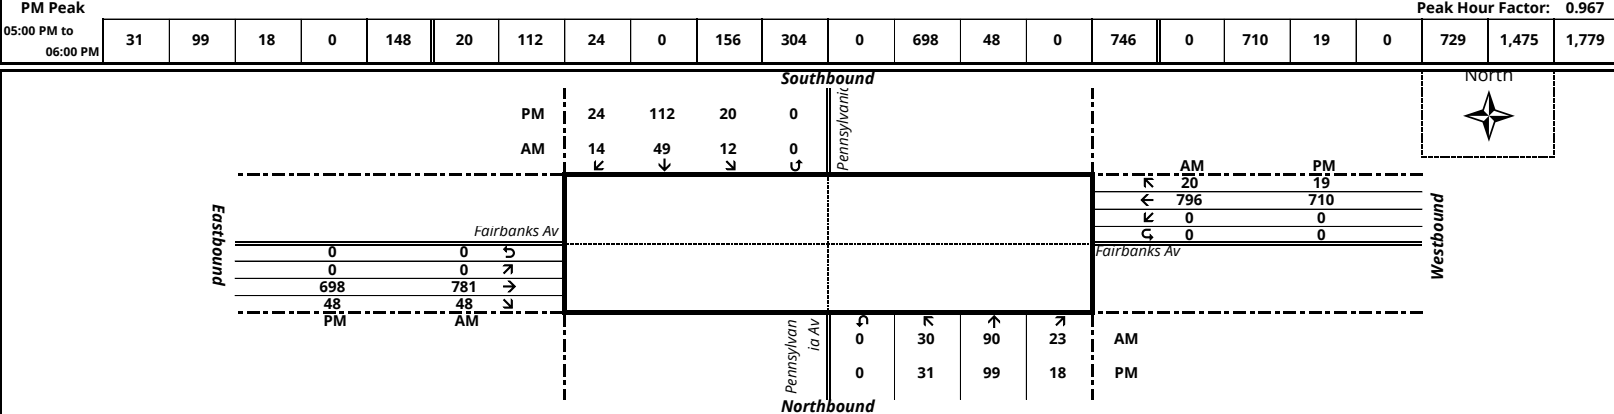 PM Peak Peak Hour Factor: 0.967
05:00 PM to
06:00 PM
31 99 18 0 148 20 112 24 0 156 304 0 698 48 0 746 0 710 19 0 729 1,475 1,779
Southbound
North
PM 24 112 20 0
Pennsylvania
AM 14 49 12 0
AM PM
20 19
796 710
0 0
0 0
Eastbound
Westbound
Fairbanks Av
Fairbanks Av
0 0
0 0
698 781
48 48
PM AM
Pennsylvan
ia Av
0 30 90 23 AM
0 31 99 18 PM
Northbound